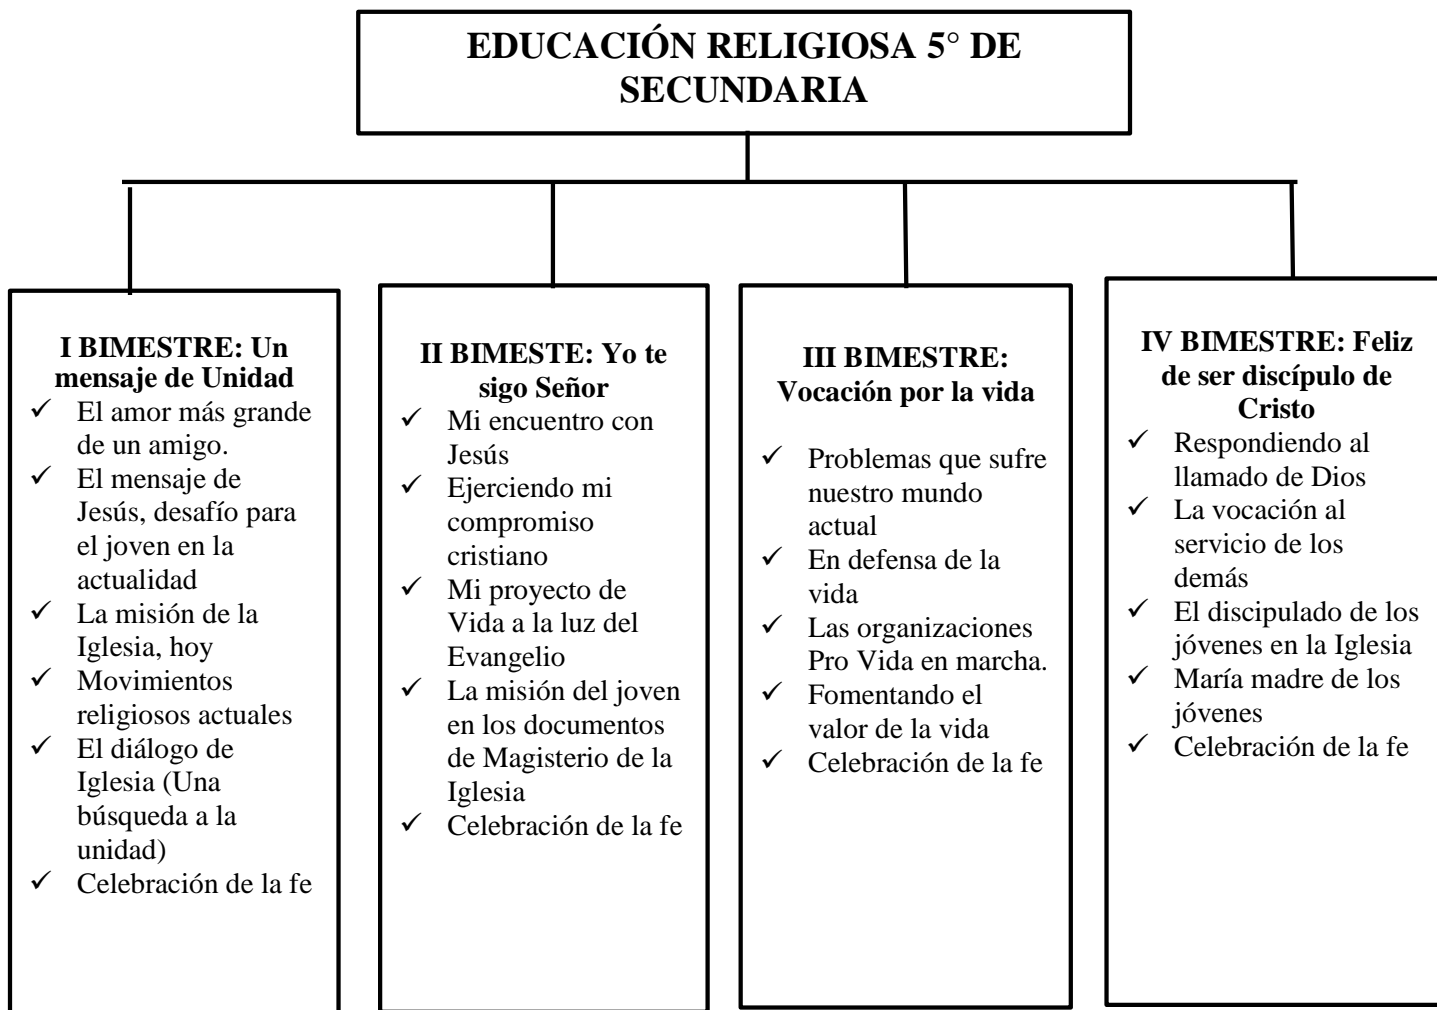 EDUCACIÓN RELIGIOSA 5° DE
SECUNDARIA
I BIMESTRE: Un
mensaje de Unidad
✓ El amor más grande
de un amigo.
✓ El mensaje de
Jesús, desafío para
el joven en la
actualidad
✓ La misión de la
Iglesia, hoy
✓ Movimientos
religiosos actuales
✓ El diálogo de
Iglesia (Una
búsqueda a la
unidad)
✓ Celebración de la fe
II BIMESTE: Yo te
sigo Señor
✓ Mi encuentro con
Jesús
✓ Ejerciendo mi
compromiso
cristiano
✓ Mi proyecto de
Vida a la luz del
Evangelio
✓ La misión del joven
en los documentos
de Magisterio de la
Iglesia
✓ Celebración de la fe
III BIMESTRE:
Vocación por la vida
✓ Problemas que sufre
nuestro mundo
actual
✓ En defensa de la
vida
✓ Las organizaciones
Pro Vida en marcha.
✓ Fomentando el
valor de la vida
✓ Celebración de la fe
IV BIMESTRE: Feliz
de ser discípulo de
Cristo
✓ Respondiendo al
llamado de Dios
✓ La vocación al
servicio de los
demás
✓ El discipulado de los
jóvenes en la Iglesia
✓ María madre de los
jóvenes
✓ Celebración de la fe